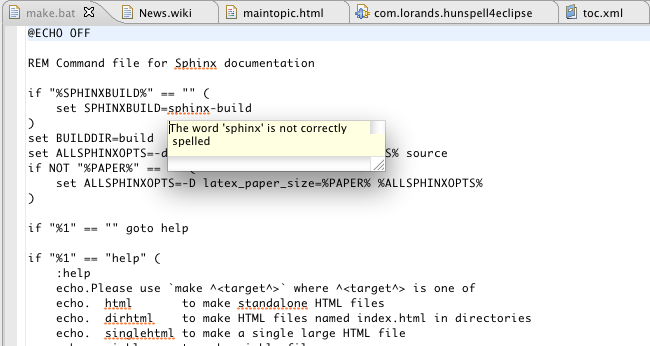 make.bat News.wiki maintopic.html com.lorands.hunspell4eclipse toc.xml
@ECHO OFF
REM Command file for Sphinx documentation
if "%SPHINXBUILD%" == "" (
set SPHINXBUILD=sphinx-build
)
The word 'sphinx' is not correctly
spelled
set BUILDDIR=build
set ALLSPHINXOPTS=-d S% source
if NOT "%PAPER%" == (
set ALLSPHINXOPTS=-D latex_paper_size=%PAPER% %ALLSPHINXOPTS%
)
if "%1" == "" goto help
if "%1" == "help" (
:help
echo.Please use `make ^<target^>` where ^<target^> is one of
echo. html to make standalone HTML files
echo. dirhtml to make HTML files named index.html in directories
echo. singlehtml to make a single large HTML file